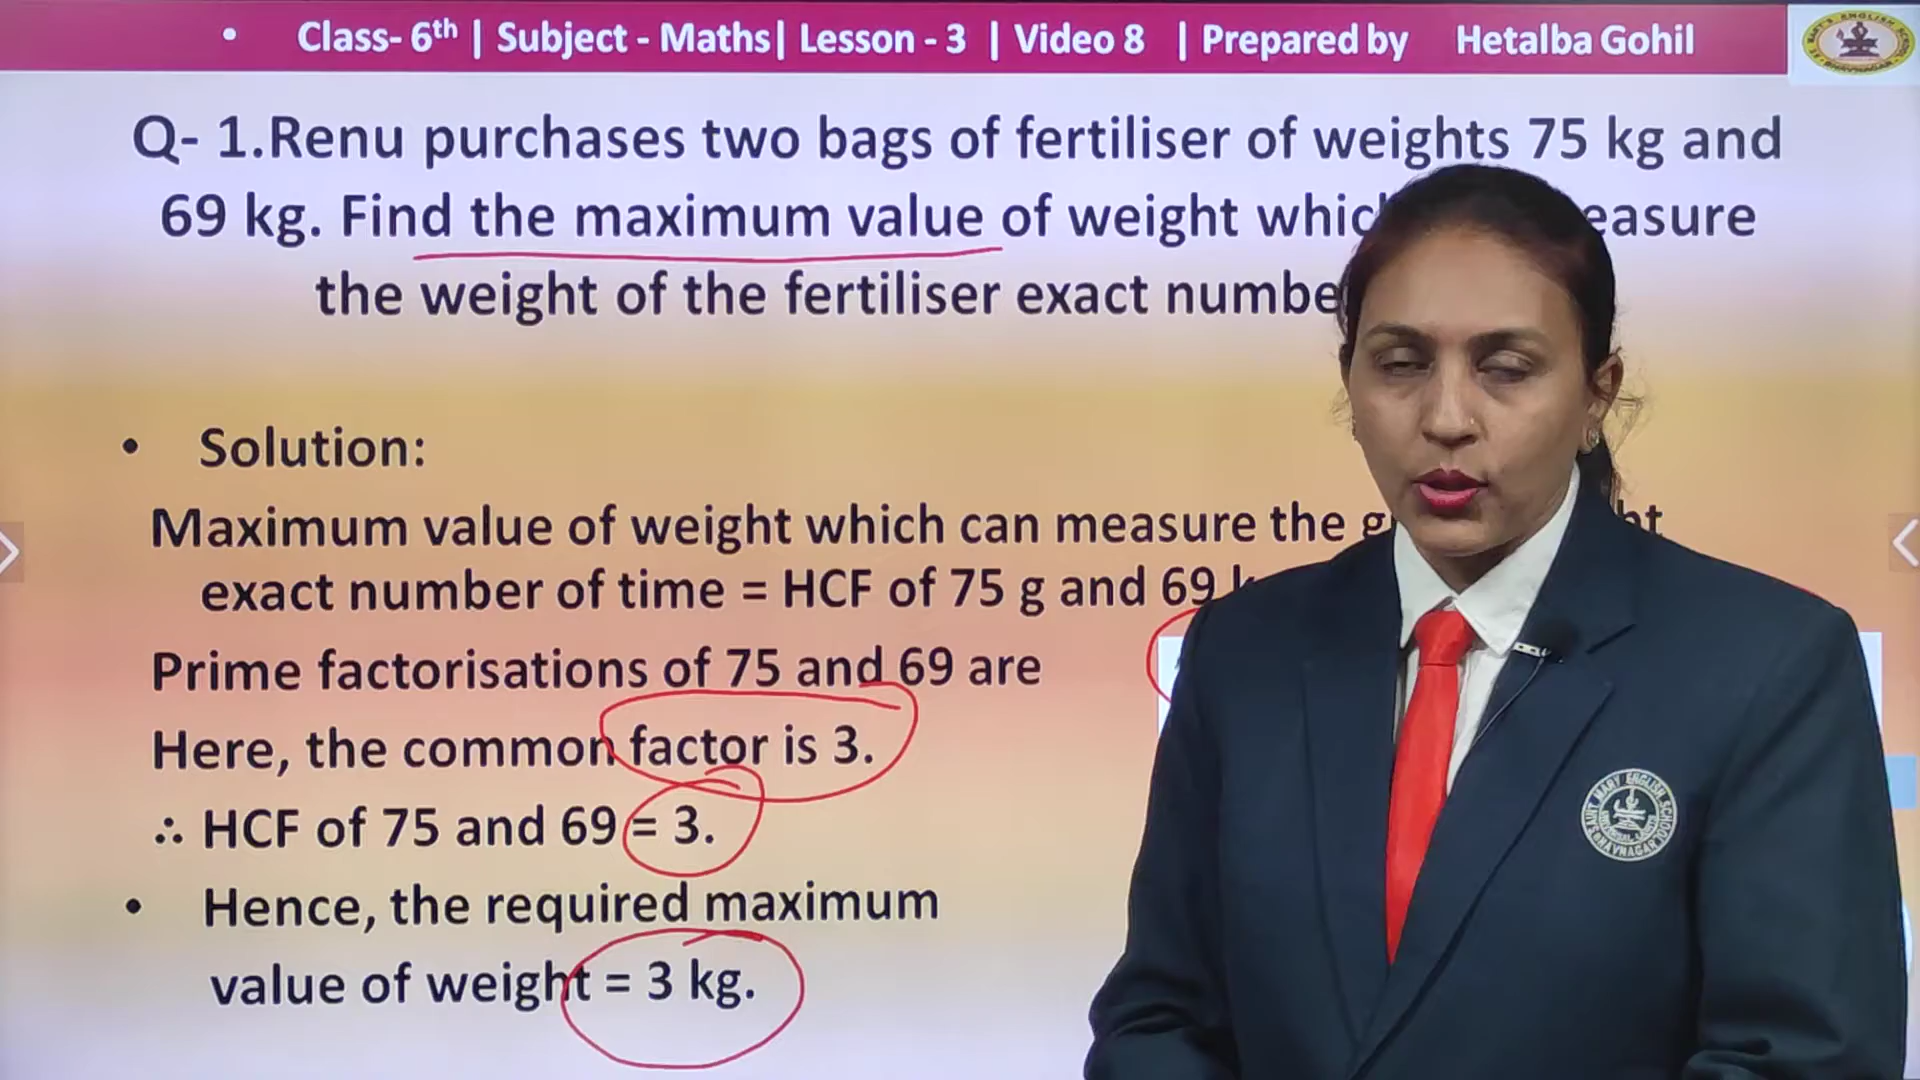 • Class- 6th | Subject - Maths| Lesson - 3 | Video 8 | Prepared by Hetalba Gohil
Q- 1.Renu purchases two bags of fertiliser of weights 75 kg and
69 kg. Find the maximum value of weight
the weight of the fertiliser exact
• Solution:
Maximum value of weight which can measure the
exact number of time = HCF of 75 g and 69
Prime factorisations of 75 and 69 are
Here, the common factor is 3.
∴ HCF of 75 and 69 = 3.
• Hence, the required maximum
value of weight = 3 kg.